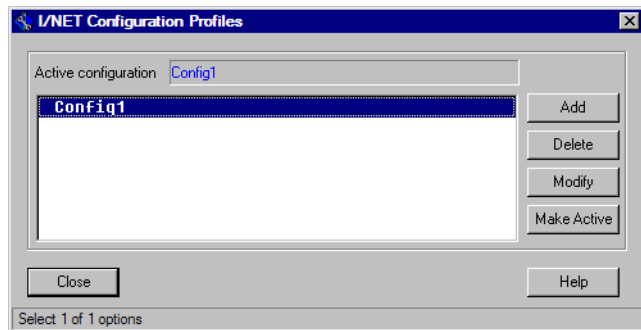 I/NET Configuration Profiles
Active configuration Config1
Config1
Add
Delete
Modify
Make Active
Close
Help
Select 1 of 1 options